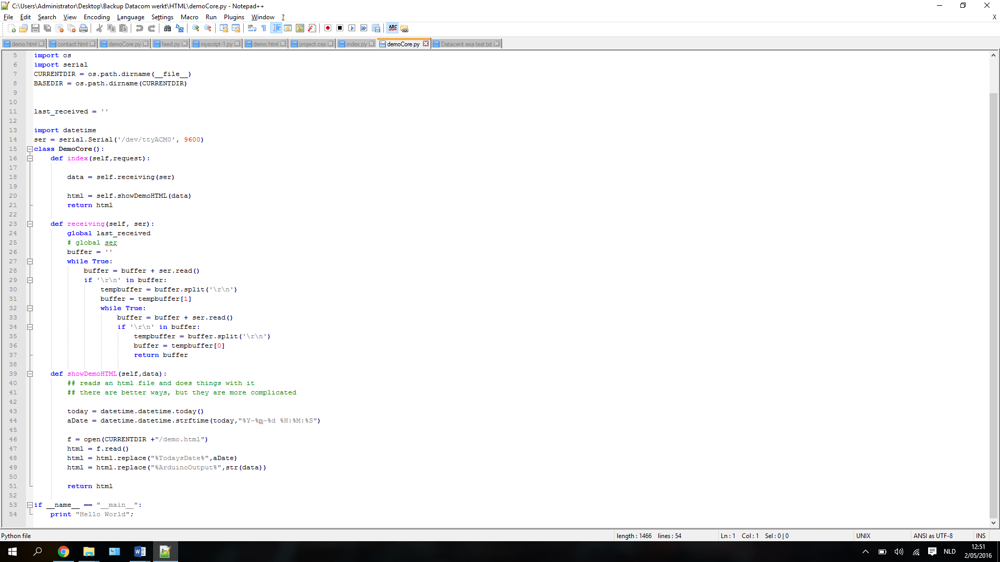 C:\Users\Administrator\Desktop\Backup Datacom werkt\HTML\demoCore.py - Notepad++
File Edit Search View Encoding Language Settings Macro Run Plugins Window ? X
demo.html contact.html demoCore.py feed.py myscript-1.py demo.html project.css index.py demoCore.py Datacent exa test.txt
5 import os
6 import serial
7 CURRENTDIR = os.path.dirname(__file__)
8 BASEDIR = os.path.dirname(CURRENTDIR)
9
10
11 last_received = ''
12
13 import datetime
14 ser = serial.Serial('/dev/ttyACM0', 9600)
15 class DemoCore():
16     def index(self,request):
17
18         data = self.receiving(ser)
19
20         html = self.showDemoHTML(data)
21         return html
22
23     def receiving(self, ser):
24         global last_received
25         # global ser
26         buffer = ''
27         while True:
28             buffer = buffer + ser.read()
29             if '\r\n' in buffer:
30                 tempbuffer = buffer.split('\r\n')
31                 buffer = tempbuffer[1]
32                 while True:
33                     buffer = buffer + ser.read()
34                     if '\r\n' in buffer:
35                         tempbuffer = buffer.split('\r\n')
36                         buffer = tempbuffer[0]
37                         return buffer
38
39     def showDemoHTML(self,data):
40         ## reads an html file and does things with it
41         ## there are better ways, but they are more complicated
42
43         today = datetime.datetime.today()
44         aDate = datetime.datetime.strftime(today,"%Y-%m-%d %H:%M:%S")
45
46         f = open(CURRENTDIR +"/demo.html")
47         html = f.read()
48         html = html.replace("%TodaysDate%",aDate)
49         html = html.replace("%ArduinoOutput%",str(data))
50
51         return html
52
53 if __name__ == "__main__":
54     print "Hello World";
Python file length : 1466 lines : 54 Ln : 1 Col : 1 Sel : 0 | 0 UNIX ANSI as UTF-8 INS
NLD 12:51
2/05/2016